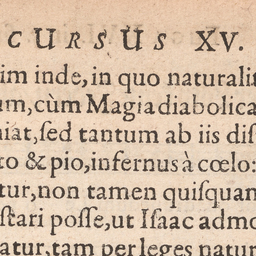 CURSUS XV.
im inde, in quo naturalit
um, cùm Magia diabolica
niat, sed tantum ab iis dis
to & pio, infernus à cœlo:
tur, non tamen quisquan
stari posse, ut Isaac admo
atur, tam per leges natur